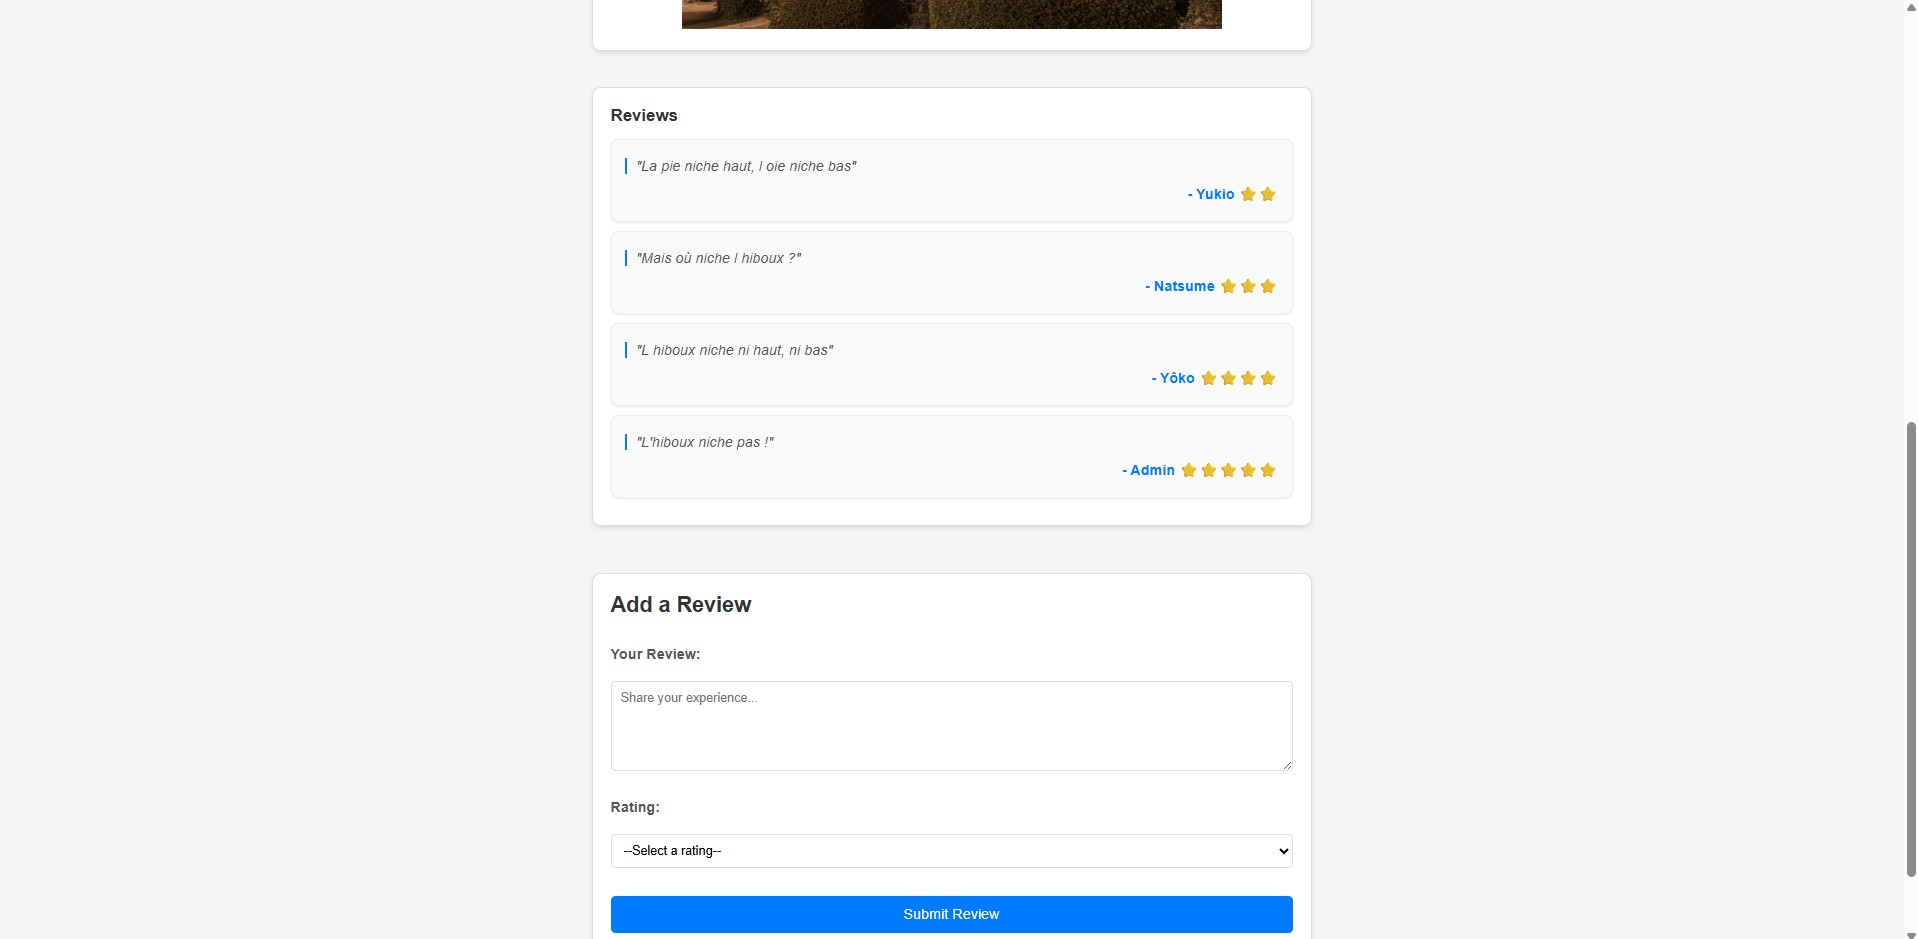 Reviews
"La pie niche haut, l oie niche bas"
- Yukio
"Mais où niche l hiboux ?"
- Natsume
"L hiboux niche ni haut, ni bas"
- Yôko
"L'hiboux niche pas !"
- Admin
Add a Review
Your Review:
Share your experience...
Rating:
--Select a rating--
Submit Review